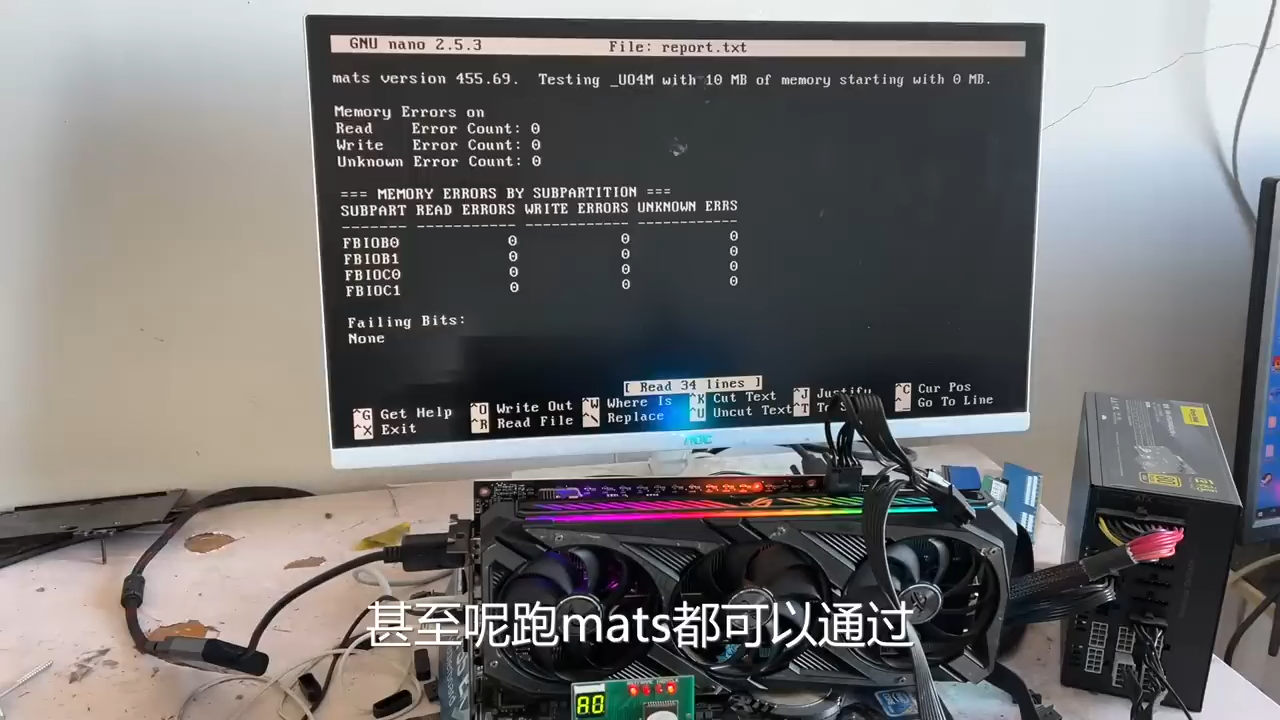 GNU nano 2.5.3 File: report.txt
mats version 455.69. Testing _U04M with 10 MB of memory starting with 0 MB.
Memory Errors on
Read Error Count: 0
Write Error Count: 0
Unknown Error Count: 0
=== MEMORY ERRORS BY SUBPARTITION ===
SUBPART READ ERRORS WRITE ERRORS UNKNOWN ERRS
------- ----------- ------------ ------------
FBIOB0 0 0 0
FBIOB1 0 0 0
FBIOC0 0 0 0
FBIOC1 0 0 0
Failing Bits:
None
[ Read 34 lines ]
^G Get Help ^O Write Out ^W Where Is ^K Cut Text ^J Justify ^C Cur Pos
^X Exit ^R Read File ^\ Replace ^U Uncut Text ^T ^_ Go To Line
AOC
甚至呢跑mats都可以通过
A0